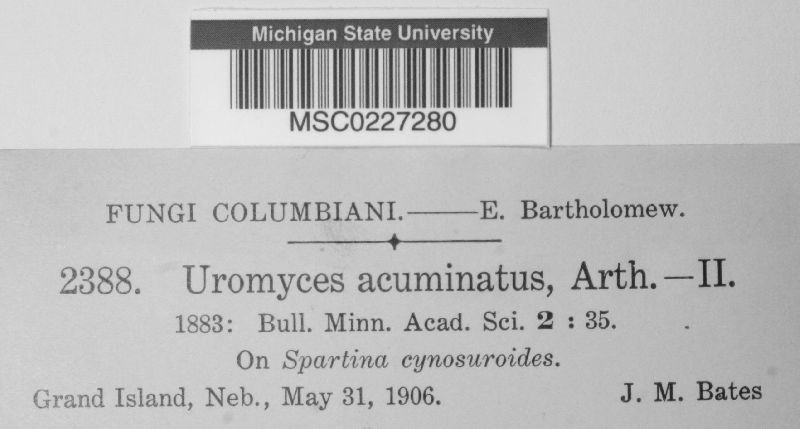 Michigan State University
MSC0227280
FUNGI COLUMBIANI.——E. Bartholomew.
2388. Uromyces acuminatus, Arth.—II.
1883: Bull. Minn. Acad. Sci. 2 : 35.
On Spartina cynosuroides.
Grand Island, Neb., May 31, 1906. J. M. Bates